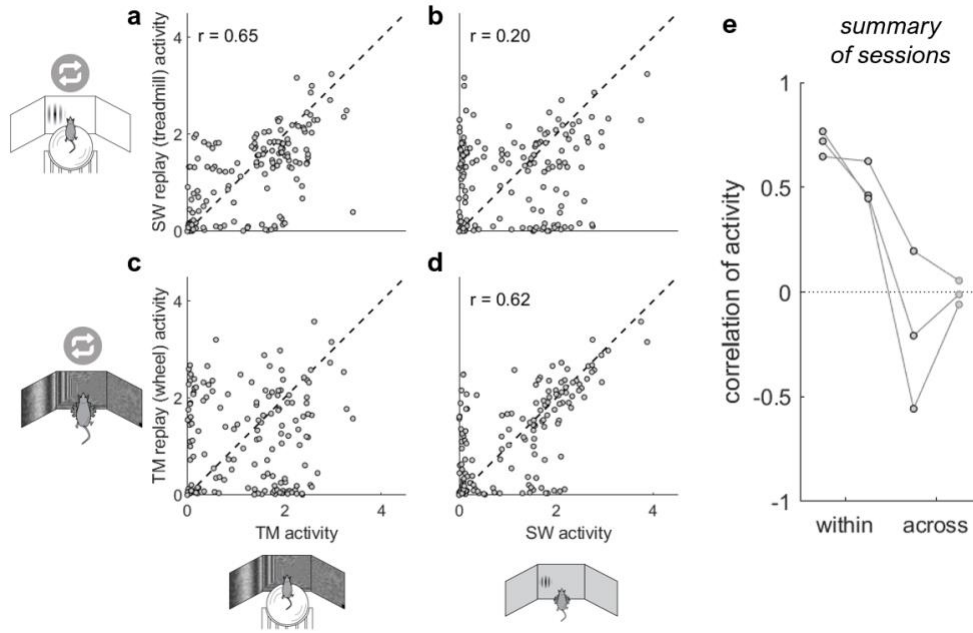 a
r = 0.65
SW replay (treadmill) activity
4
2
0
b
r = 0.20
c
TM replay (wheel) activity
4
2
0
0
2
4
TM activity
d
r = 0.62
0
2
4
SW activity
e
summary
of sessions
correlation of activity
1
0.5
0
-0.5
-1
within
across